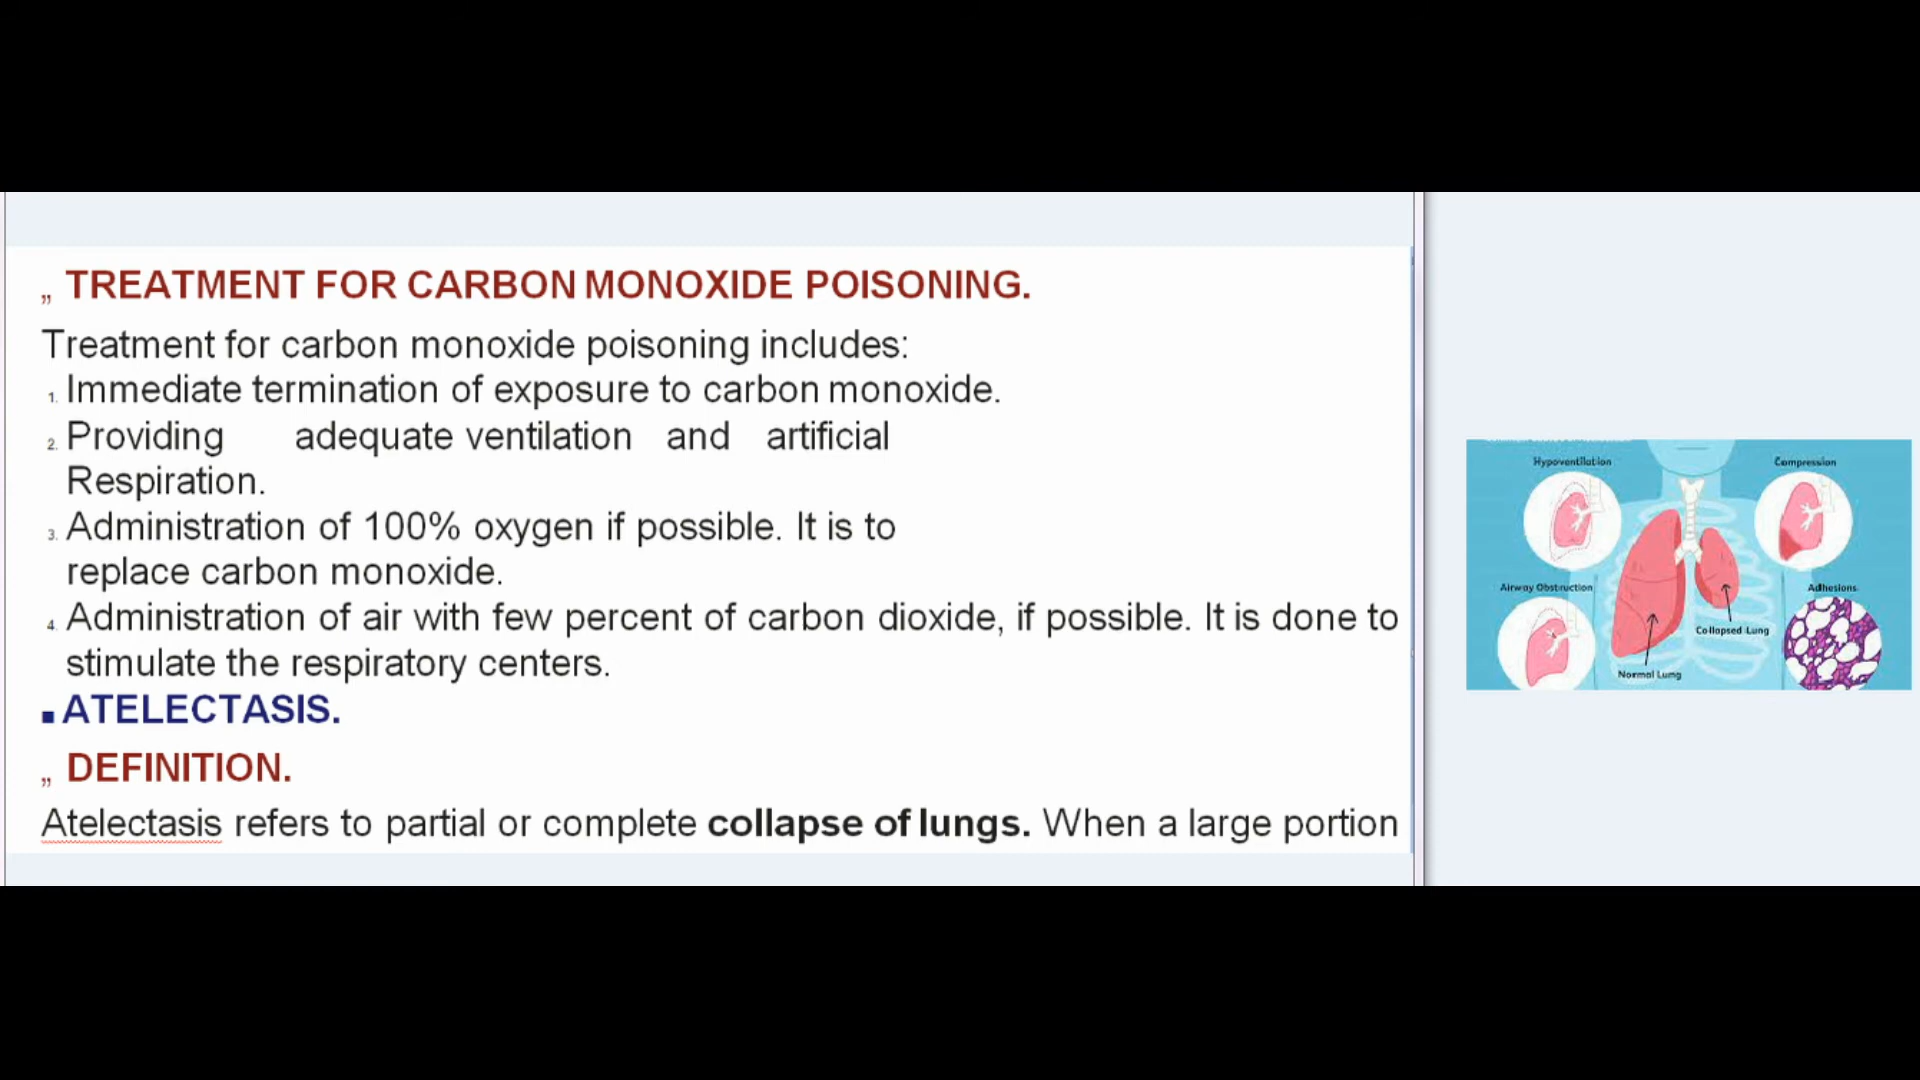 „ TREATMENT FOR CARBON MONOXIDE POISONING.
Treatment for carbon monoxide poisoning includes:
1. Immediate termination of exposure to carbon monoxide.
2. Providing adequate ventilation and artificial
Respiration.
3. Administration of 100% oxygen if possible. It is to
replace carbon monoxide.
4. Administration of air with few percent of carbon dioxide, if possible. It is done to
stimulate the respiratory centers.
▪ ATELECTASIS.
„ DEFINITION.
Atelectasis refers to partial or complete collapse of lungs. When a large portion
Hypoventilation
Compression
Airway Obstruction
Adhesions
Collapsed Lung
Normal Lung